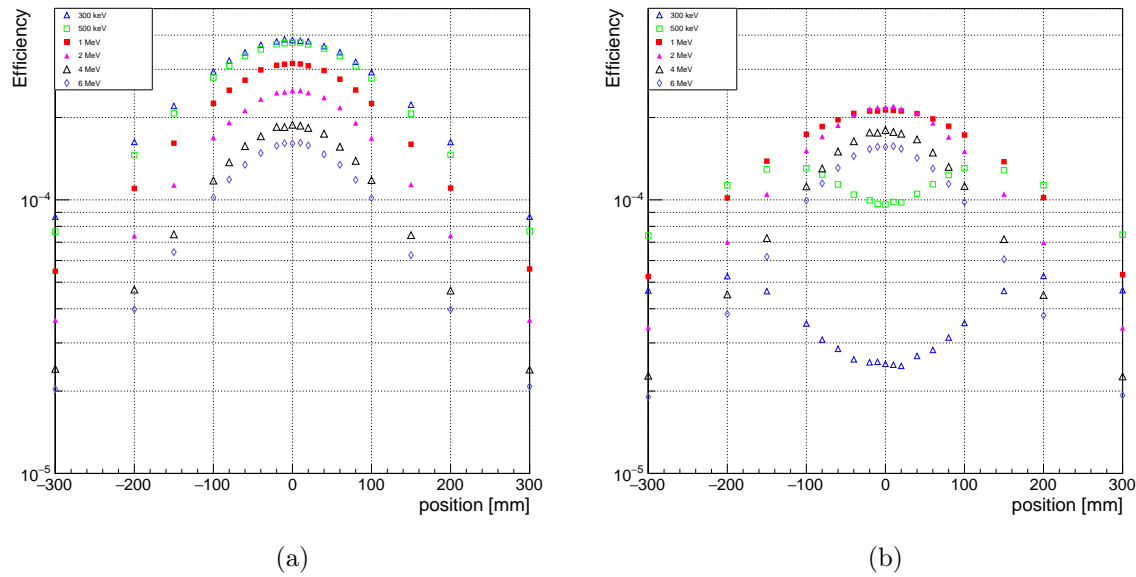 Efficiency
300 keV
500 keV
1 MeV
2 MeV
4 MeV
6 MeV
10⁻⁴
10⁻⁵
−300 −200 −100 0 100 200 300
position [mm]
(a)
Efficiency
300 keV
500 keV
1 MeV
2 MeV
4 MeV
6 MeV
10⁻⁴
10⁻⁵
−300 −200 −100 0 100 200 300
position [mm]
(b)